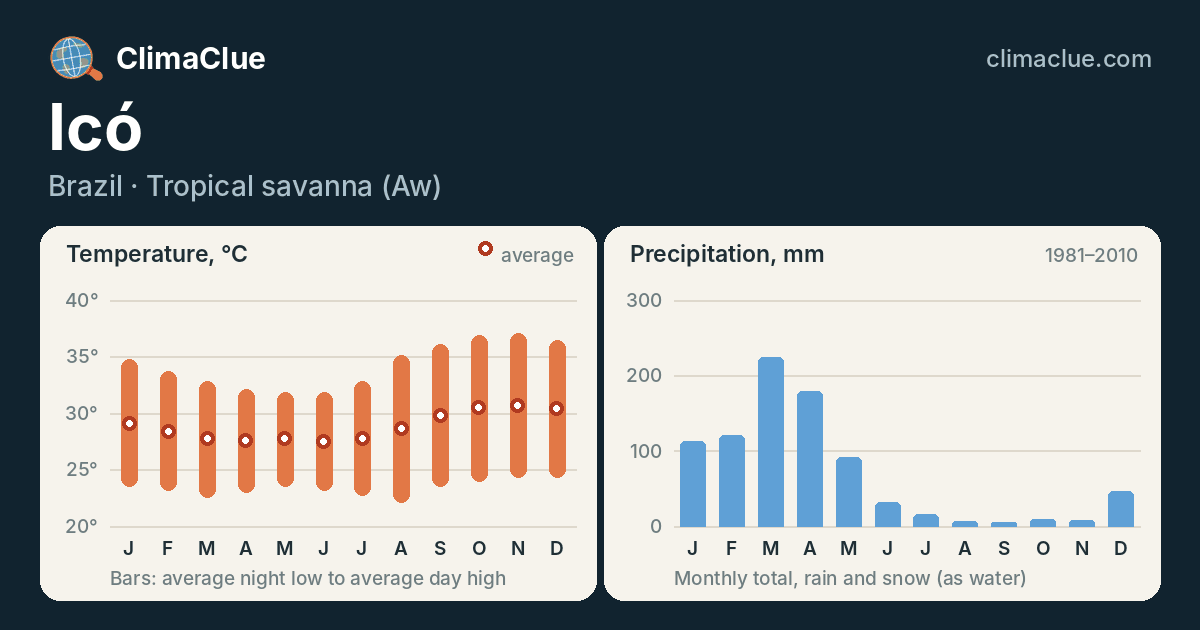 ClimaClue
climaclue.com
Icó
Brazil · Tropical savanna (Aw)
Temperature, °C
average
40°
35°
30°
25°
20°
J F M A M J J A S O N D
Bars: average night low to average day high
Precipitation, mm
1981–2010
300
200
100
0
J F M A M J J A S O N D
Monthly total, rain and snow (as water)